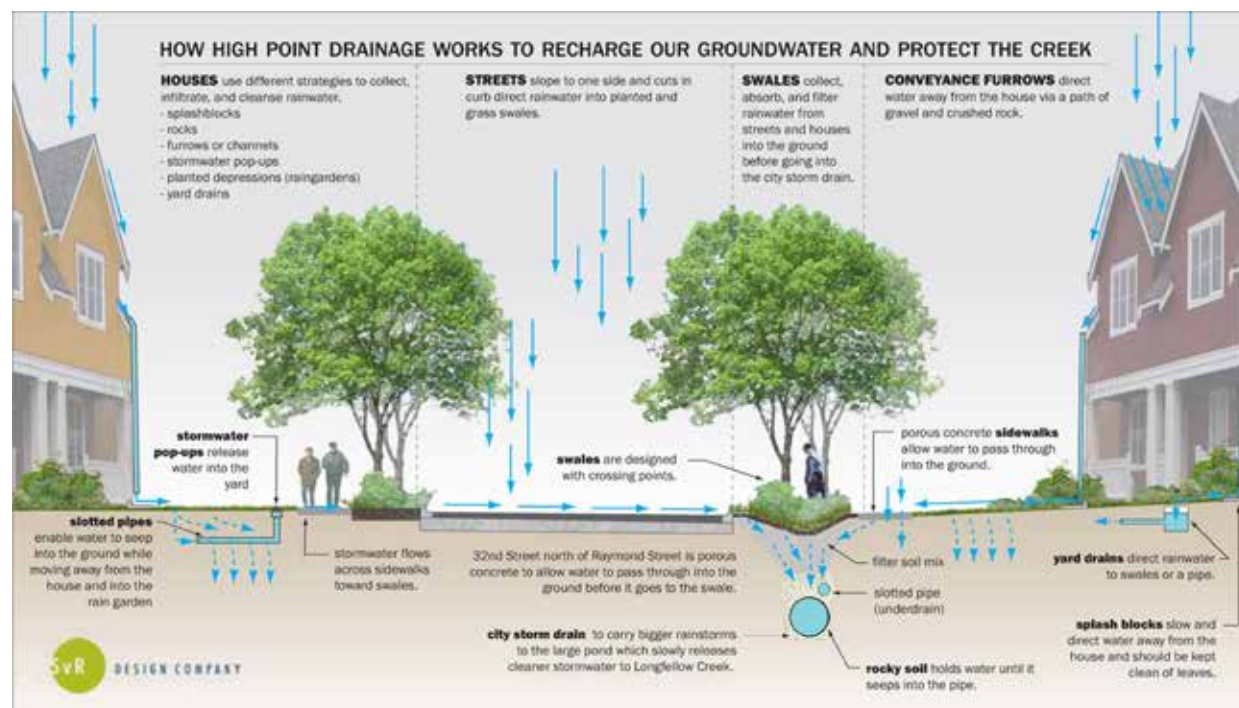 HOW HIGH POINT DRAINAGE WORKS TO RECHARGE OUR GROUNDWATER AND PROTECT THE CREEK
HOUSES use different strategies to collect,
infiltrate, and cleanse rainwater.
- splashblocks
- rocks
- furrows or channels
- stormwater pop-ups
- planted depressions (raingardens)
- yard drains
STREETS slope to one side and cuts in
curb direct rainwater into planted and
grass swales.
SWALES collect,
absorb, and filter
rainwater from
streets and houses
into the ground
before going into
the city storm drain.
CONVEYANCE FURROWS direct
water away from the house via a path of
gravel and crushed rock.
stormwater
pop-ups release
water into the
yard
swales are designed
with crossing points.
porous concrete sidewalks
allow water to pass through
into the ground.
slotted pipes
enable water to seep
into the ground while
moving away from the
house and into the
rain garden
stormwater flows
across sidewalks
toward swales.
32nd Street north of Raymond Street is porous
concrete to allow water to pass through into the
ground before it goes to the swale.
filter soil mix
slotted pipe
(underdrain)
yard drains direct rainwater
to swales or a pipe.
city storm drain to carry bigger rainstorms
to the large pond which slowly releases
cleaner stormwater to Longfellow Creek.
rocky soil holds water until it
seeps into the pipe.
splash blocks slow and
direct water away from the
house and should be kept
clean of leaves.
SvR DESIGN COMPANY